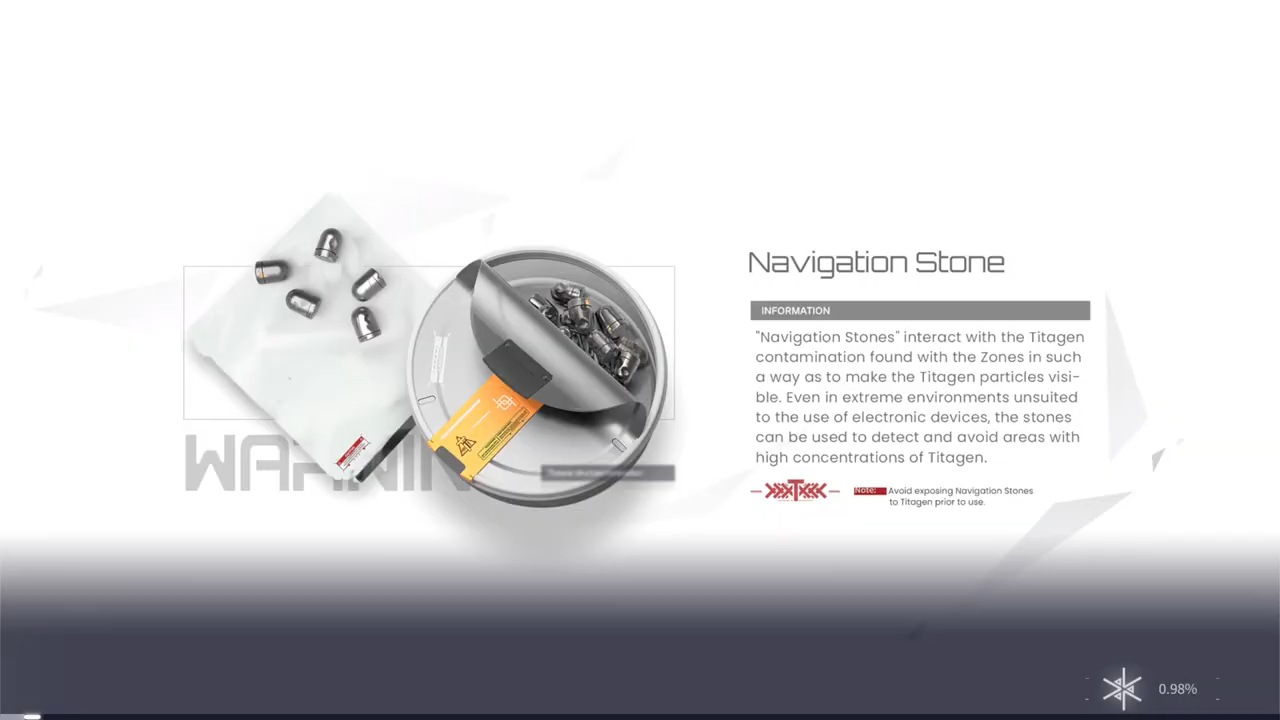 Navigation Stone
INFORMATION
"Navigation Stones" interact with the Titagen
contamination found with the Zones in such
a way as to make the Titagen particles visi-
ble. Even in extreme environments unsuited
to the use of electronic devices, the stones
can be used to detect and avoid areas with
high concentrations of Titagen.
Note: Avoid exposing Navigation Stones
to Titagen prior to use.
WARNIN
0.98%